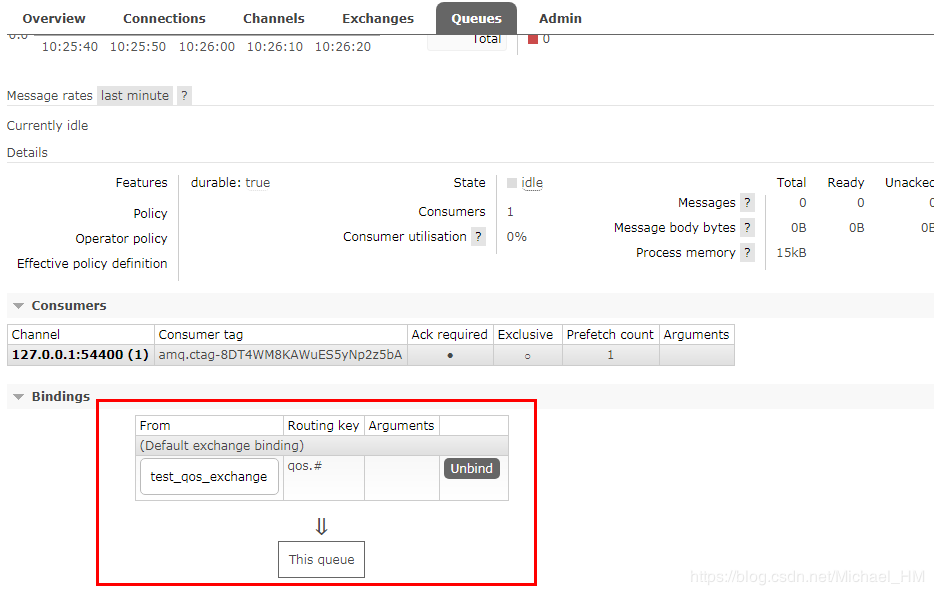 Overview Connections Channels Exchanges Queues Admin
0.0
10:25:40 10:25:50 10:26:00 10:26:10 10:26:20
Total 0
Message rates last minute ?
Currently idle
Details
Features durable: true State idle Total Ready Unacked
Policy Consumers 1 Messages ? 0 0 0
Operator policy Consumer utilisation ? 0% Message body bytes ? 0B 0B 0B
Effective policy definition Process memory ? 15kB
Consumers
Channel Consumer tag Ack required Exclusive Prefetch count Arguments
127.0.0.1:54400 (1) amq.ctag-8DT4WM8KAWuES5yNp2z5bA ● ○ 1
Bindings
From Routing key Arguments
(Default exchange binding)
test_qos_exchange qos.# Unbind
⇓
This queue
https://blog.csdn.net/Michael_HM